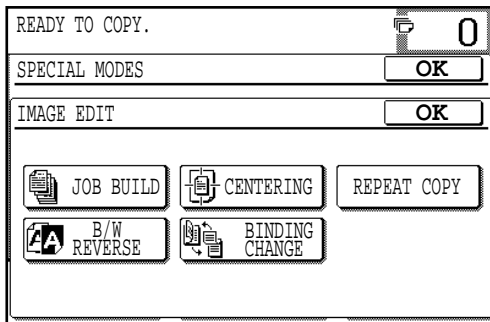 READY TO COPY.
0
SPECIAL MODES
OK
IMAGE EDIT
OK
JOB BUILD
CENTERING
REPEAT COPY
B/W
REVERSE
BINDING
CHANGE